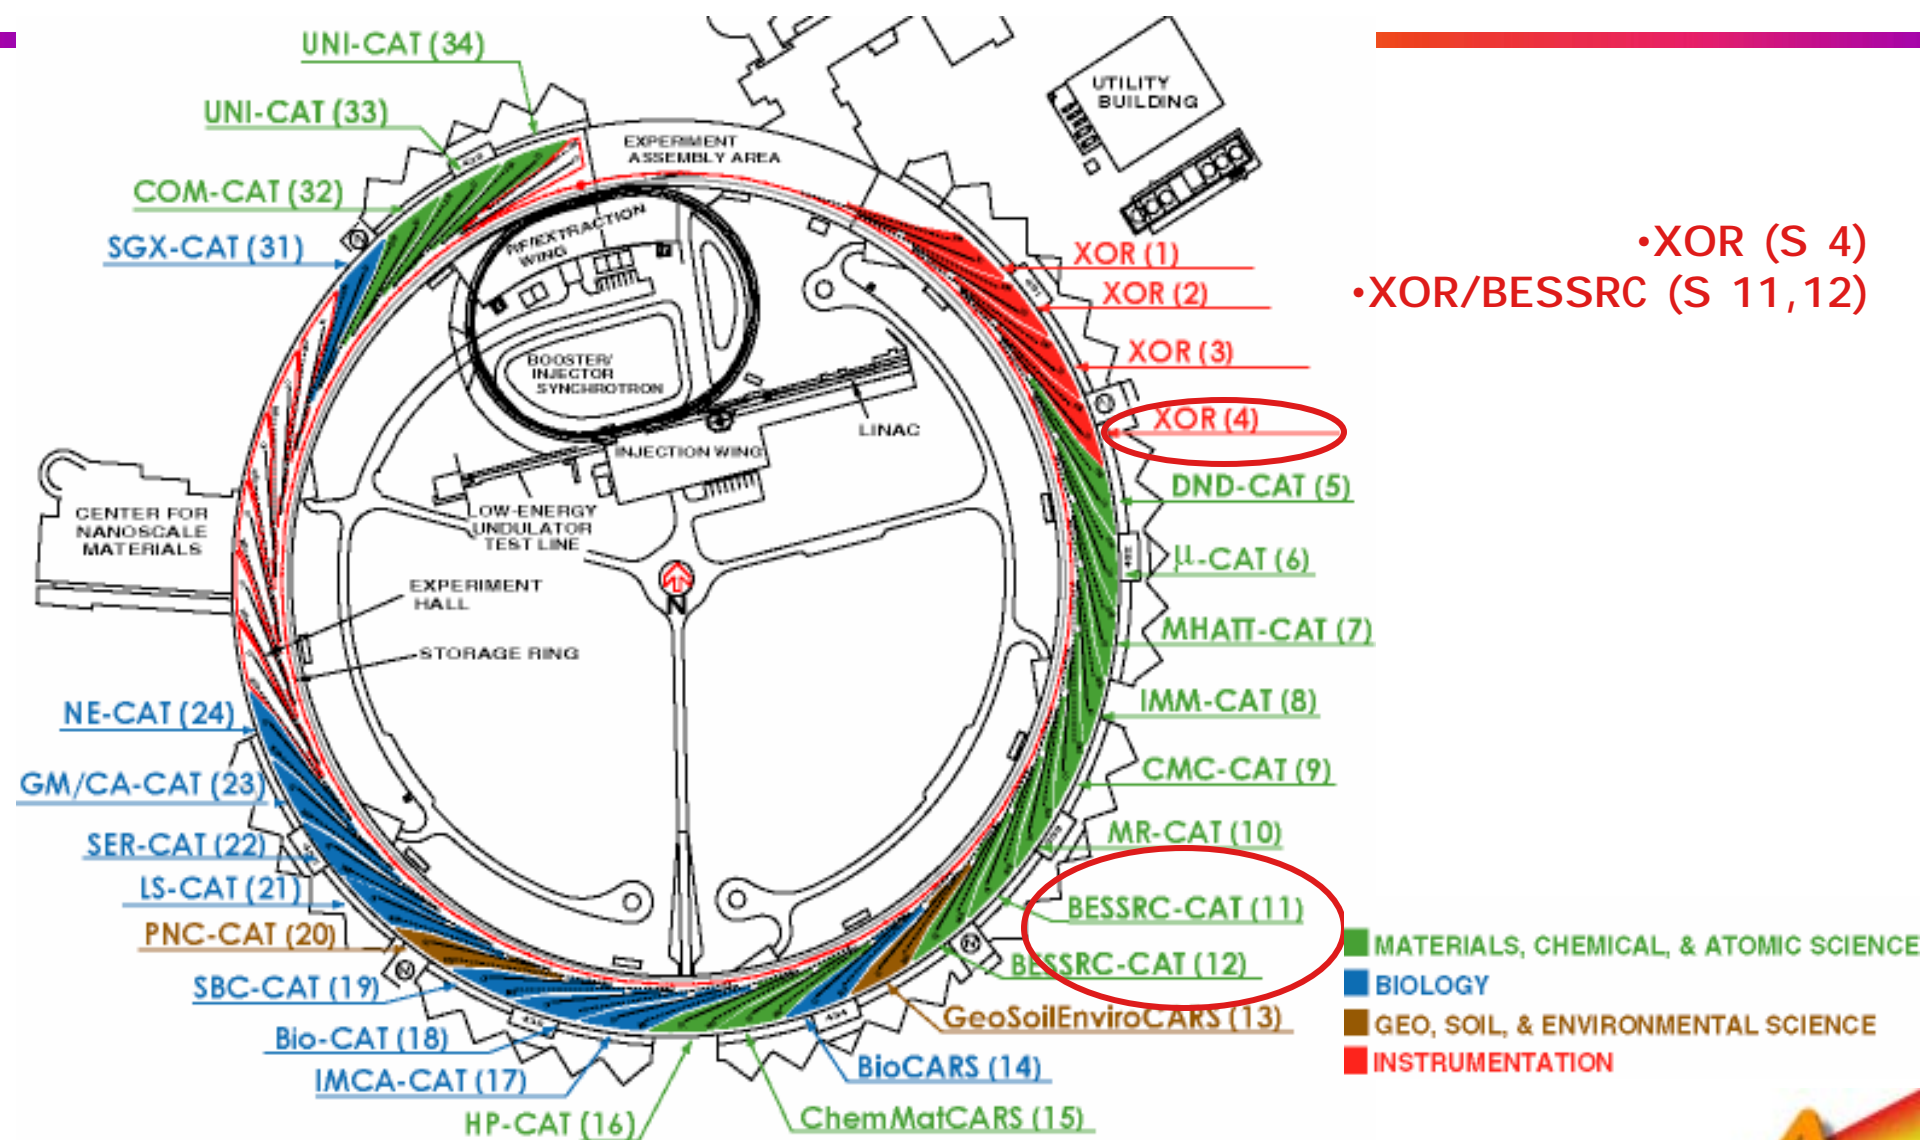 UNI-CAT (34)
UNI-CAT (33)
COM-CAT (32)
SGX-CAT (31)
UTILITY
BUILDING
EXPERIMENT
ASSEMBLY AREA
RF/EXTRACTION
WING
BOOSTER/
INJECTOR
SYNCHROTRON
LINAC
INJECTION WING
LOW-ENERGY
UNDULATOR
TEST LINE
CENTER FOR
NANOSCALE
MATERIALS
EXPERIMENT
HALL
STORAGE RING
N
XOR (1)
XOR (2)
XOR (3)
XOR (4)
DND-CAT (5)
μ-CAT (6)
MHATT-CAT (7)
IMM-CAT (8)
CMC-CAT (9)
MR-CAT (10)
BESSRC-CAT (11)
BESSRC-CAT (12)
GeoSoilEnviroCARS (13)
BioCARS (14)
ChemMatCARS (15)
HP-CAT (16)
IMCA-CAT (17)
Bio-CAT (18)
SBC-CAT (19)
PNC-CAT (20)
LS-CAT (21)
SER-CAT (22)
GM/CA-CAT (23)
NE-CAT (24)
•XOR (S 4)
•XOR/BESSRC (S 11,12)
MATERIALS, CHEMICAL, & ATOMIC SCIENCE
BIOLOGY
GEO, SOIL, & ENVIRONMENTAL SCIENCE
INSTRUMENTATION